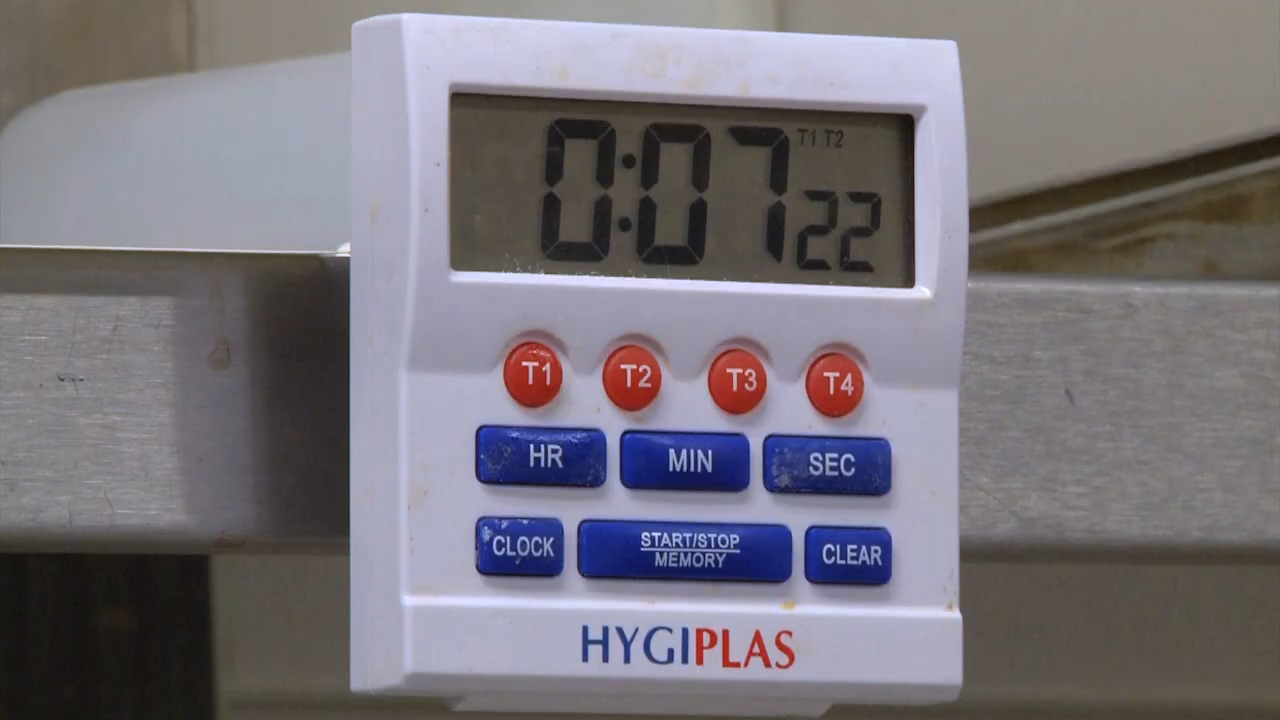 T1 T2
0:07 22
T1 T2 T3 T4
HR MIN SEC
CLOCK START/STOP CLEAR
MEMORY
HYGIPLAS